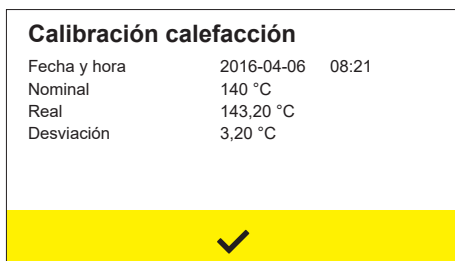 Calibración calefacción
Fecha y hora 2016-04-06 08:21
Nominal 140 °C
Real 143,20 °C
Desviación 3,20 °C